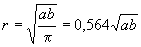 r = √(ab/π) = 0,564√ab